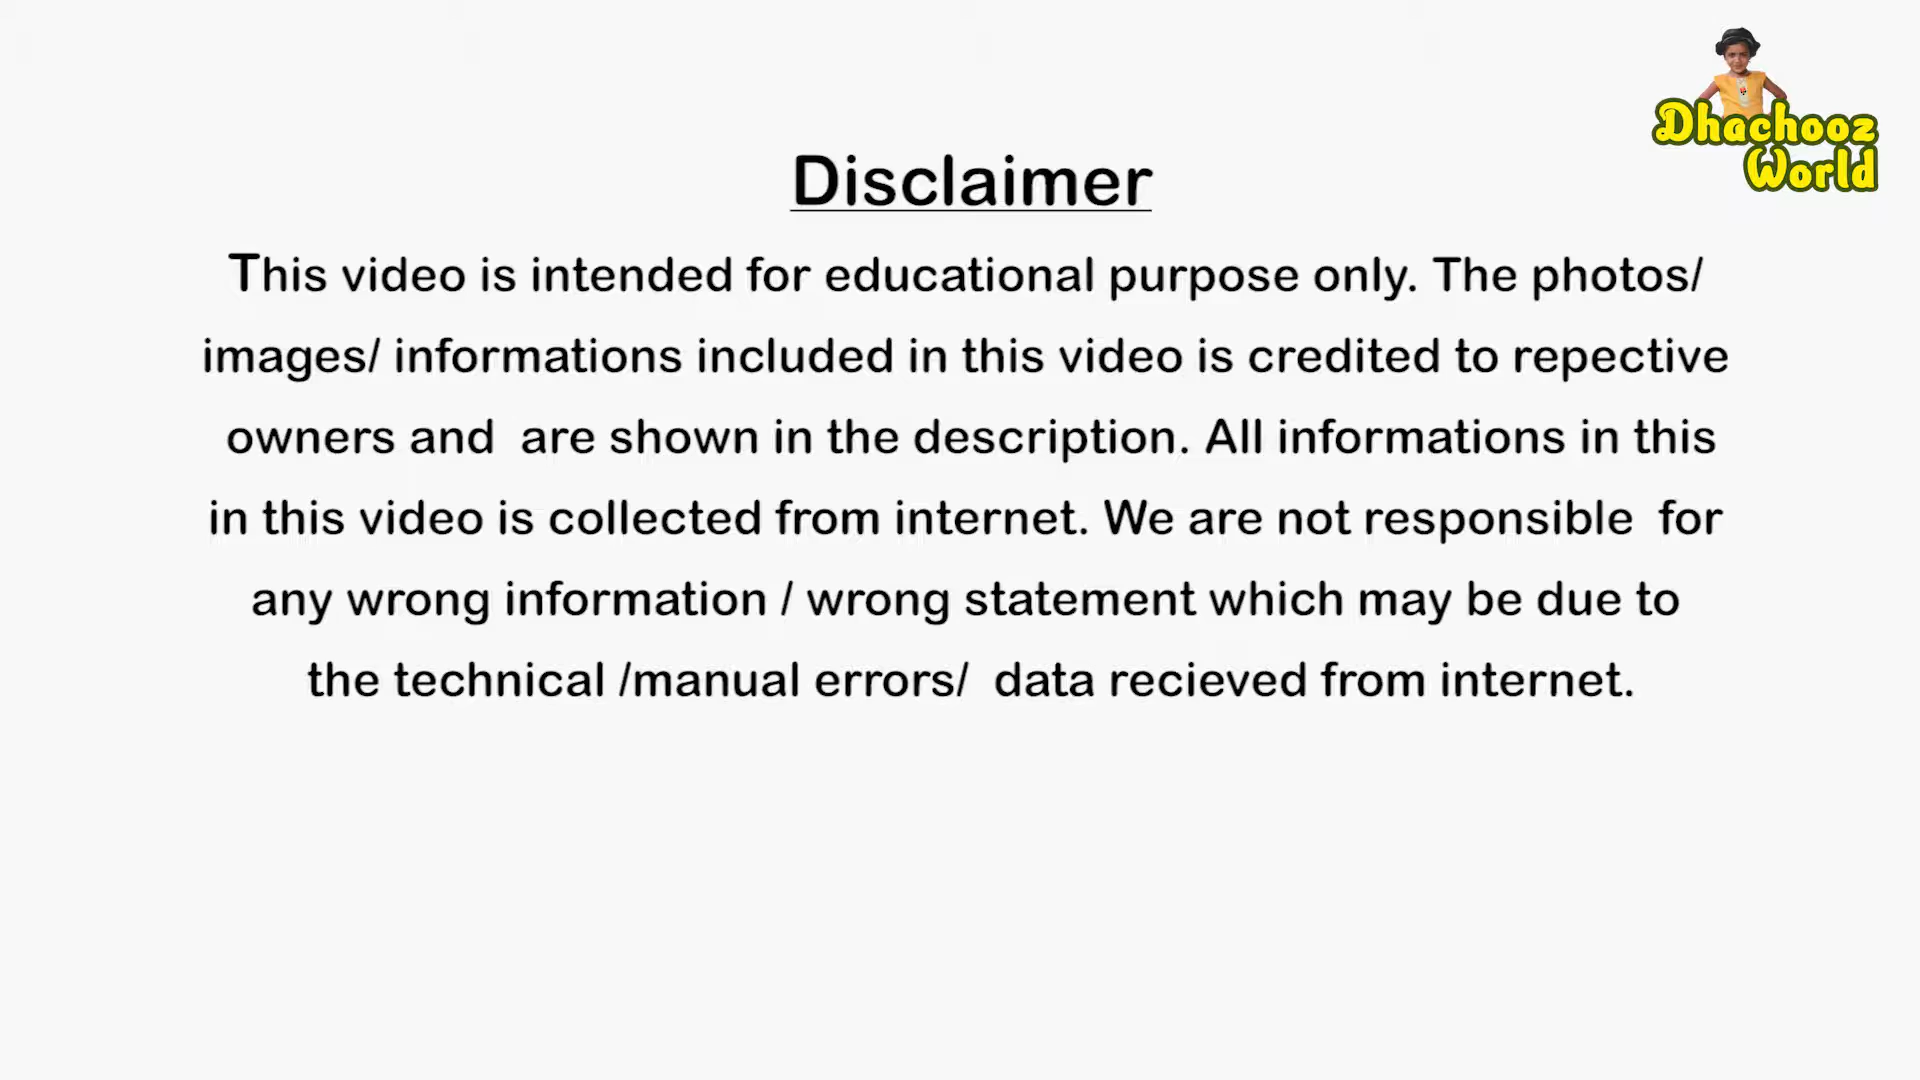 Dhachooz
World
Disclaimer
This video is intended for educational purpose only. The photos/
images/ informations included in this video is credited to repective
owners and  are shown in the description. All informations in this
in this video is collected from internet. We are not responsible  for
any wrong information / wrong statement which may be due to
the technical /manual errors/  data recieved from internet.